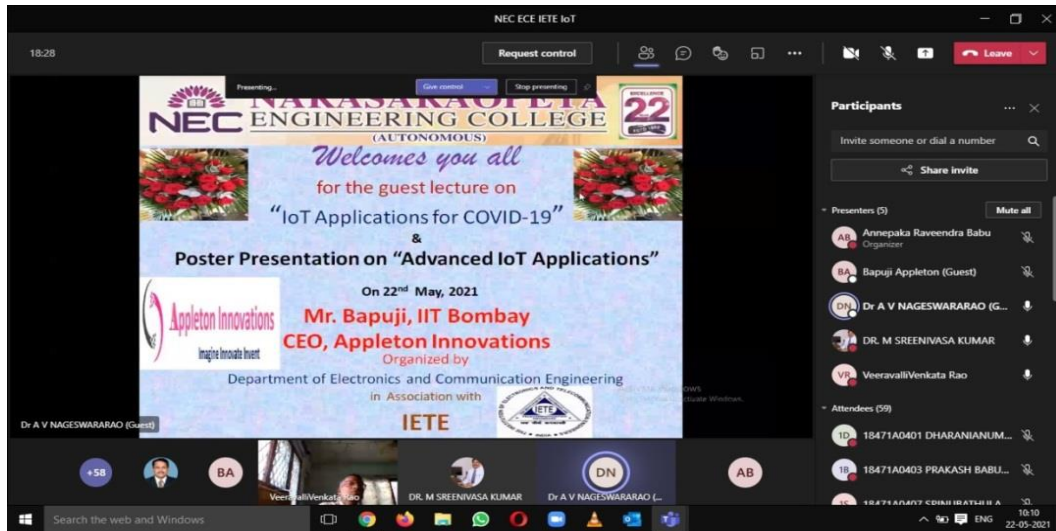 NEC ECE IETE IoT
18:28
Request control
Leave
Presenting...
Give control
Stop presenting
NARASARAOPETA
NEC ENGINEERING COLLEGE
(AUTONOMOUS)
EXCELLENCE
22
Welcomes you all
for the guest lecture on
“IoT Applications for COVID-19”
&
Poster Presentation on “Advanced IoT Applications”
On 22nd May, 2021
Appleton Innovations
Imagine Innovate Invent
Mr. Bapuji, IIT Bombay
CEO, Appleton Innovations
Organized by
Department of Electronics and Communication Engineering
in Association with
IETE
IETE
Dr A V NAGESWARARAO (Guest)
+58
BA
VeeravalliVenkata Rao
DR. M SREENIVASA KUMAR
DN
Dr A V NAGESWARARAO (...
AB
Participants
Invite someone or dial a number
Share invite
Presenters (5)
Mute all
AB
Annepaka Raveendra Babu
Organizer
BA
Bapuji Appleton (Guest)
DN
Dr A V NAGESWARARAO (G...
DR. M SREENIVASA KUMAR
VR
VeeravalliVenkata Rao
Attendees (59)
1D
18471A0401 DHARANIANUM...
1B
18471A0403 PRAKASH BABU...
Search the web and Windows
ENG
10:10
22-05-2021